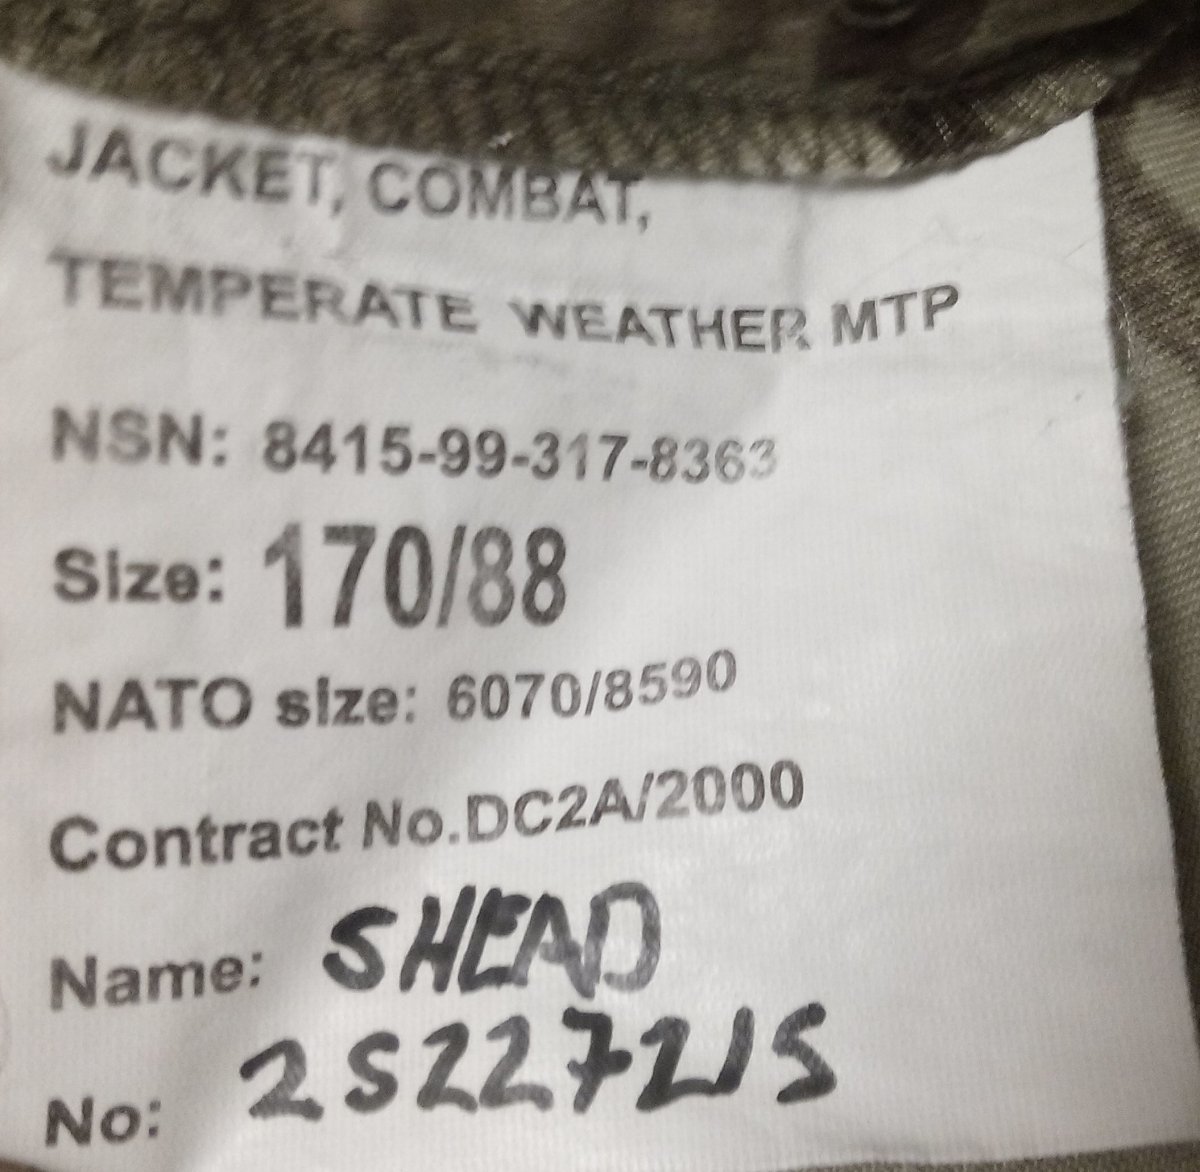 JACKET, COMBAT,
TEMPERATE WEATHER MTP
NSN: 8415-99-317-8363
Size: 170/88
NATO size: 6070/8590
Contract No.DC2A/2000
Name: SHEAD
No: 25227215